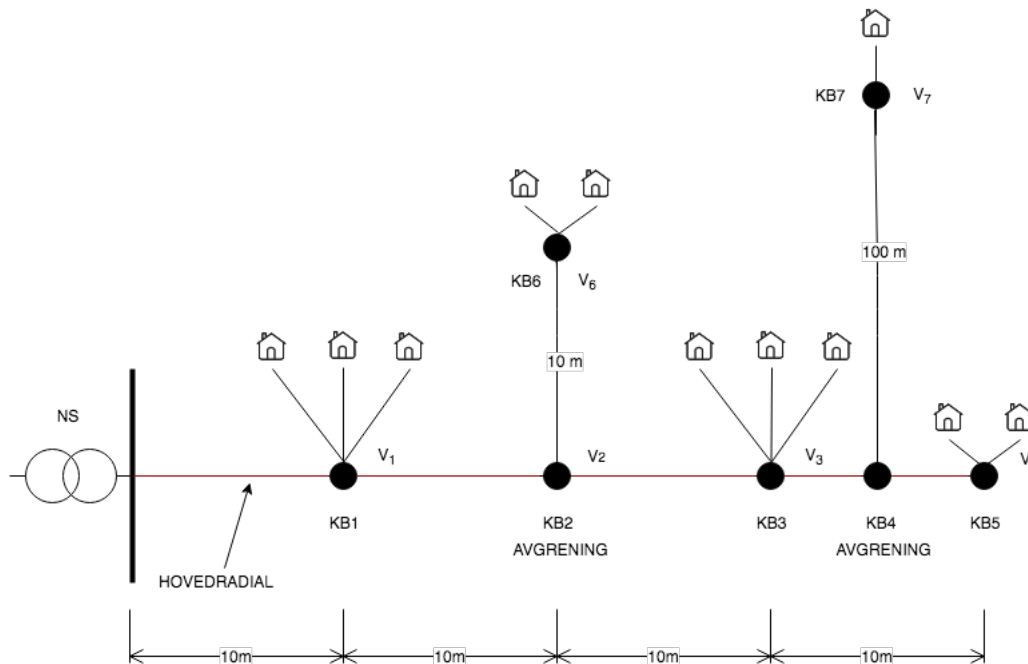 KB7 V7
KB6 V6
100 m
10 m
NS
V1
V2
V3
V
KB1
KB2
AVGRENING
KB3
KB4
AVGRENING
KB5
HOVEDRADIAL
10m
10m
10m
10m